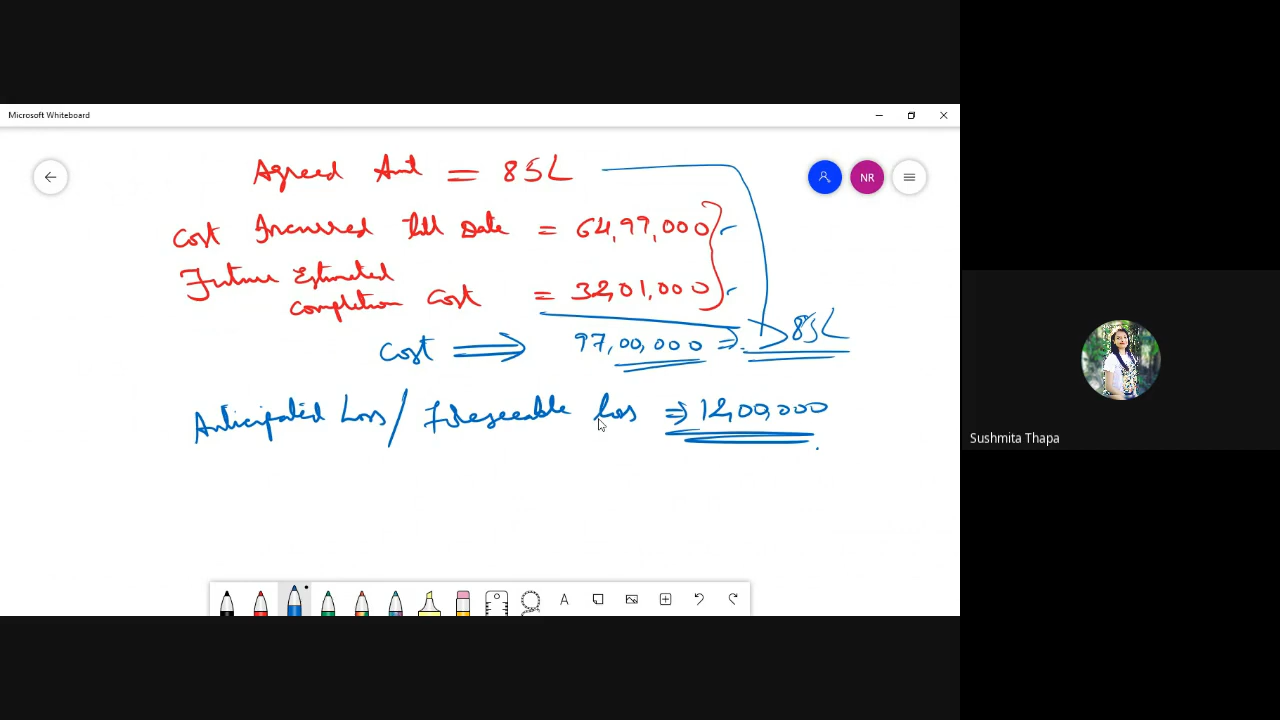 Microsoft Whiteboard
Agreed Amt = 85L
NR
Cost Incurred till Date = 64,97,000
Future Estimated
completion cost = 32,01,000
Cost ⇒ 97,00,000 ⇒ 85L
Anticipated Loss / Foreseeable loss ⇒ 12,00,000
Sushmita Thapa